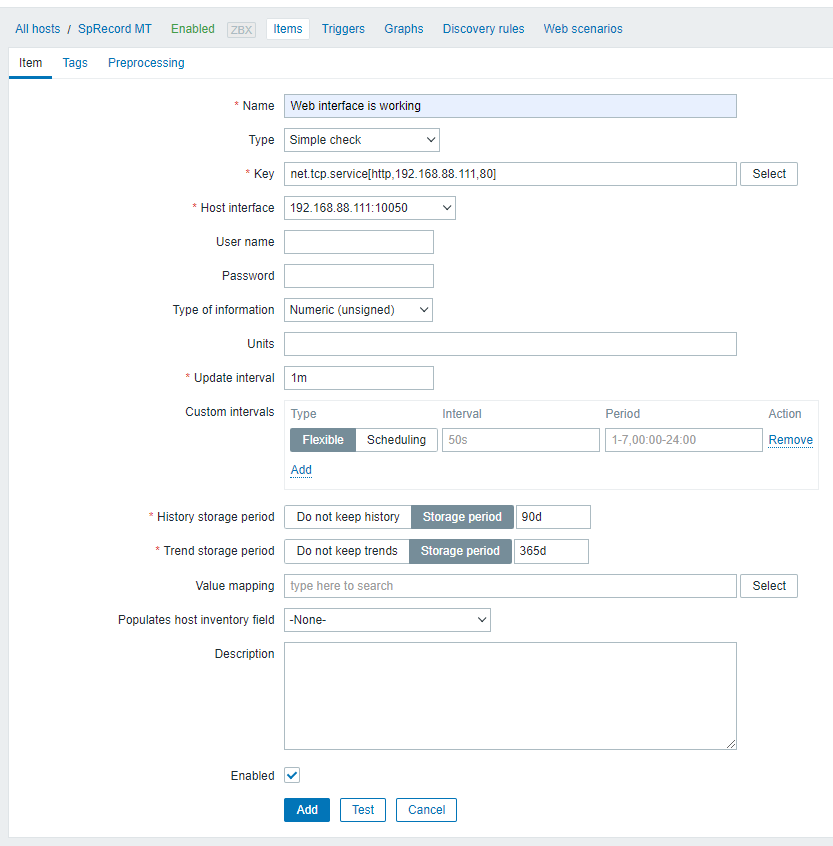 All hosts / SpRecord MT Enabled ZBX Items Triggers Graphs Discovery rules Web scenarios
Item Tags Preprocessing
* Name Web interface is working
Type Simple check
* Key net.tcp.service[http,192.168.88.111,80] Select
* Host interface 192.168.88.111:10050
User name
Password
Type of information Numeric (unsigned)
Units
* Update interval 1m
Custom intervals Type Interval Period Action
Flexible Scheduling 50s 1-7,00:00-24:00 Remove
Add
* History storage period Do not keep history Storage period 90d
* Trend storage period Do not keep trends Storage period 365d
Value mapping type here to search Select
Populates host inventory field -None-
Description
Enabled
Add Test Cancel